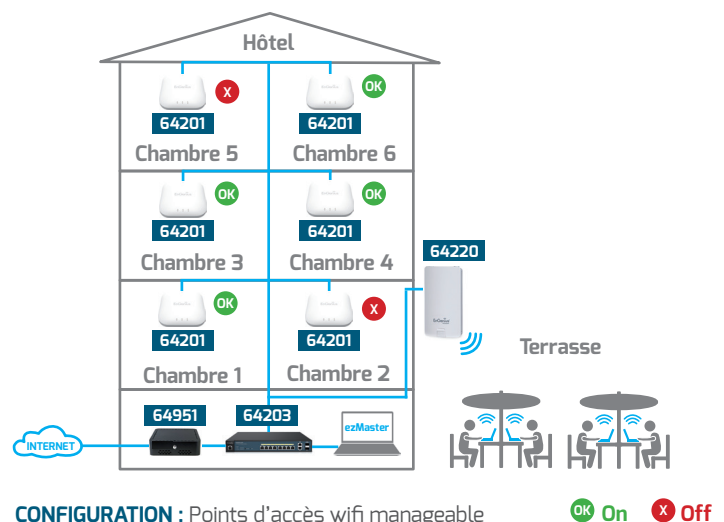 Hôtel
X
OK
64201
64201
Chambre 5
Chambre 6
OK
OK
64201
64201
Chambre 3
Chambre 4
64220
OK
X
64201
64201
Terrasse
Chambre 1
Chambre 2
64951
64203
ezMaster
INTERNET
CONFIGURATION : Points d'accès wifi manageable
OK On
X Off